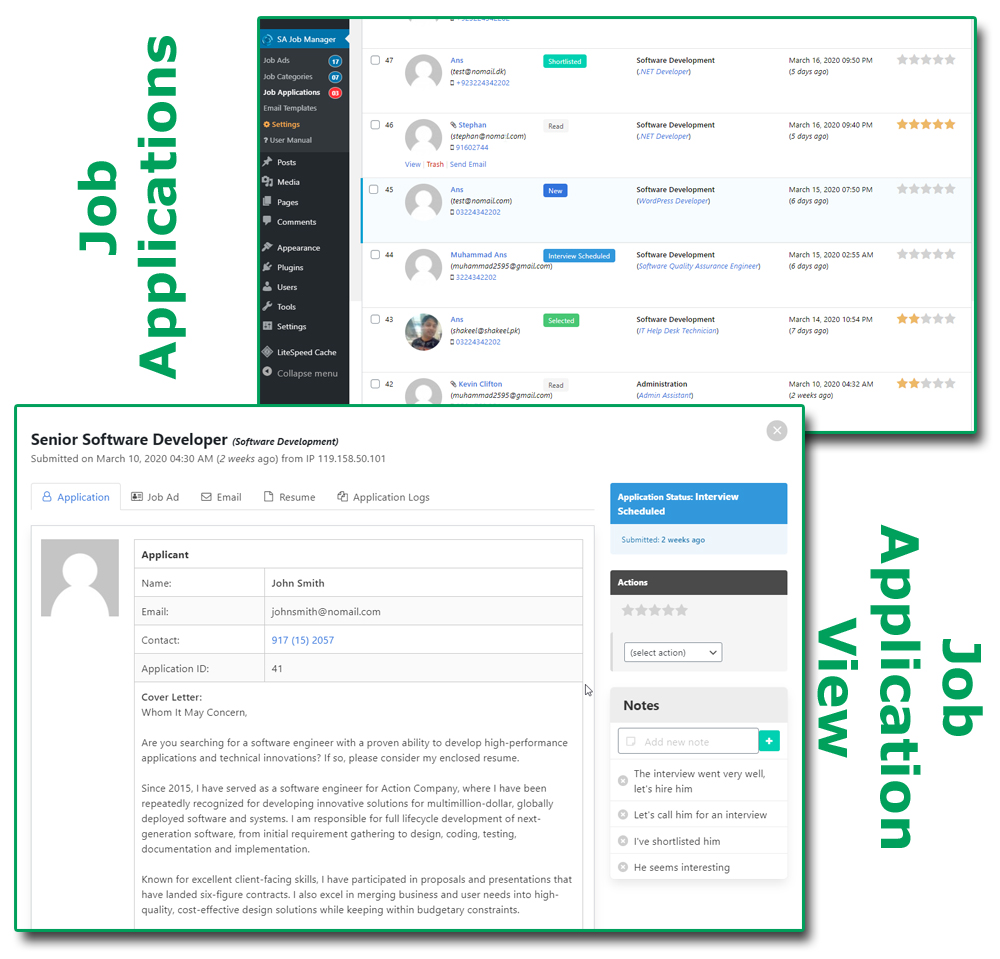 Job
Applications
SA Job Manager
Job Ads 17
Job Categories 07
Job Applications 03
Email Templates
Settings
? User Manual
Posts
Media
Pages
Comments
Appearance
Plugins
Users
Tools
Settings
LiteSpeed Cache
Collapse menu
+923224342202
47 Ans Shortlisted Software Development March 16, 2020 09:50 PM
(test@nomail.dk) (.NET Developer) (5 days ago)
+923224342202
46 Stephan Read Software Development March 16, 2020 09:40 PM
(stephan@nomail.com) (.NET Developer) (5 days ago)
91602744
View | Trash | Send Email
45 Ans New Software Development March 15, 2020 07:50 PM
(test@nomail.com) (WordPress Developer) (6 days ago)
03224342202
44 Muhammad Ans Interview Scheduled Software Development March 15, 2020 02:55 AM
(muhammad2595@gmail.com) (Software Quality Assurance Engineer) (6 days ago)
3224342202
43 Ans Selected Software Development March 14, 2020 10:54 PM
(shakeel@shakeel.pk) (IT Help Desk Technician) (7 days ago)
03224342202
42 Kevin Clifton Read Administration March 10, 2020 04:32 AM
(muhammad2595@gmail.com) (Admin Assistant) (2 weeks ago)
Senior Software Developer (Software Development)
Submitted on March 10, 2020 04:30 AM (2 weeks ago) from IP 119.158.50.101
Application Job Ad Email Resume Application Logs
Applicant
Name: John Smith
Email: johnsmith@nomail.com
Contact: 917 (15) 2057
Application ID: 41
Cover Letter:
Whom It May Concern,
Are you searching for a software engineer with a proven ability to develop high-performance
applications and technical innovations? If so, please consider my enclosed resume.
Since 2015, I have served as a software engineer for Action Company, where I have been
repeatedly recognized for developing innovative solutions for multimillion-dollar, globally
deployed software and systems. I am responsible for full lifecycle development of next-
generation software, from initial requirement gathering to design, coding, testing,
documentation and implementation.
Known for excellent client-facing skills, I have participated in proposals and presentations that
have landed six-figure contracts. I also excel in merging business and user needs into high-
quality, cost-effective design solutions while keeping within budgetary constraints.
Application Status: Interview
Scheduled
Submitted: 2 weeks ago
Actions
(select action)
Notes
Add new note
+
The interview went very well,
let's hire him
Let's call him for an interview
I've shortlisted him
He seems interesting
Job
Application
View